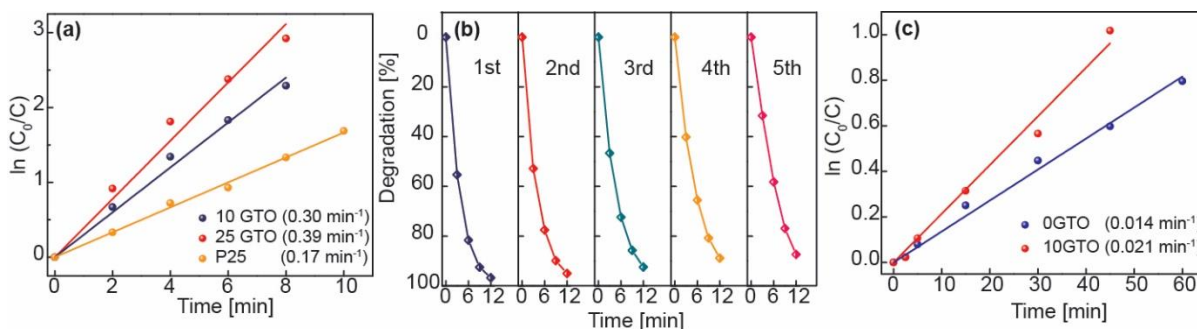 (a)
ln (C₀/C)
3
2
1
0
10 GTO (0.30 min⁻¹)
25 GTO (0.39 min⁻¹)
P25 (0.17 min⁻¹)
0 2 4 6 8 10
Time [min]
(b)
Degradation [%]
0
20
40
60
80
100
1st 2nd 3rd 4th 5th
0 6 12 0 6 12 0 6 12 0 6 12 0 6 12
Time [min]
(c)
ln (C₀/C)
1.0
0.8
0.6
0.4
0.2
0.0
0GTO (0.014 min⁻¹)
10GTO (0.021 min⁻¹)
0 10 20 30 40 50 60
Time [min]